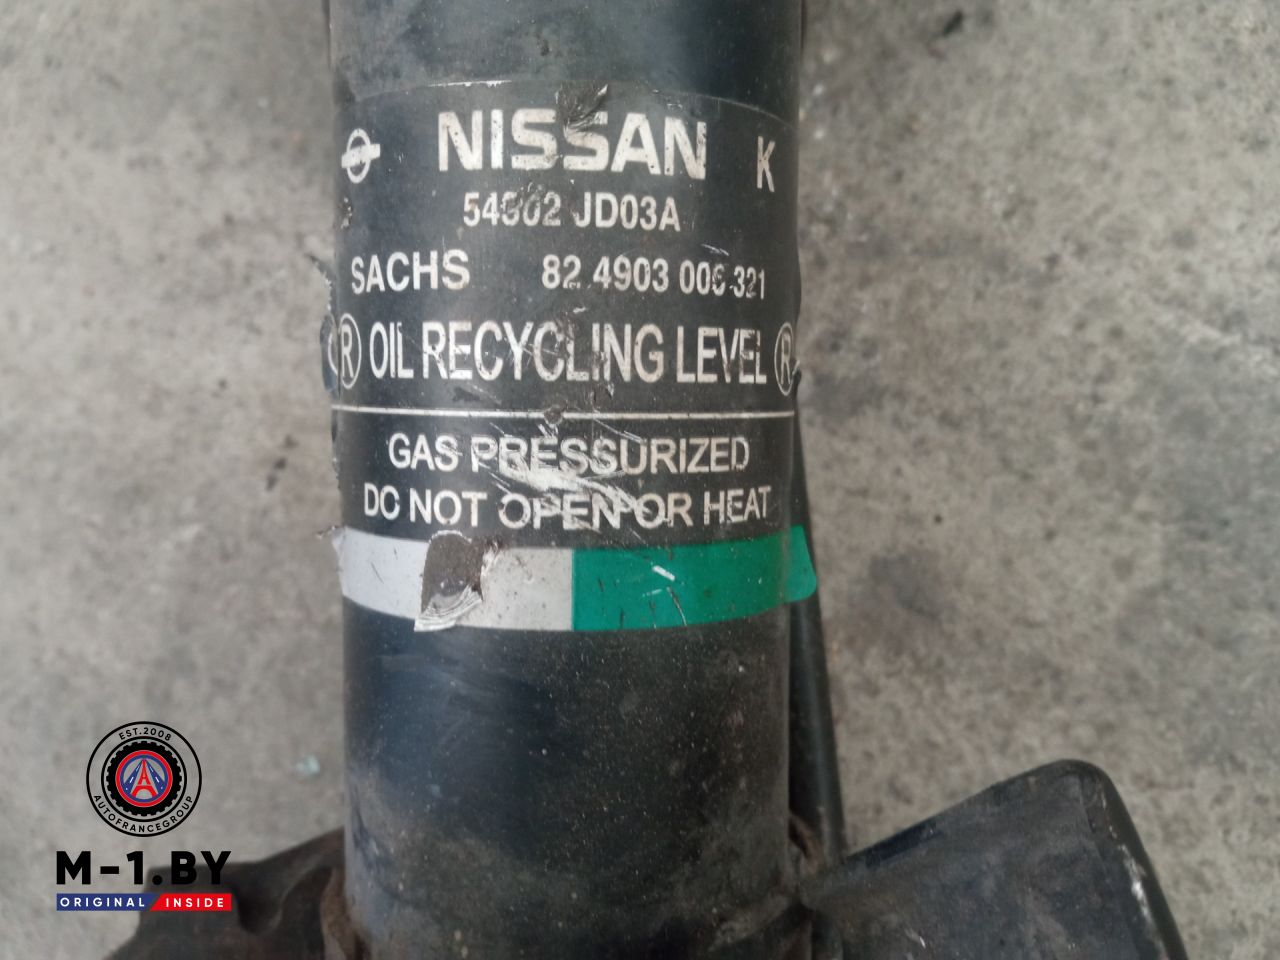 NISSAN K
54302 JD03A
SACHS 82 4903 006 321
Ⓡ OIL RECYCLING LEVEL Ⓡ
GAS PRESSURIZED
DO NOT OPEN OR HEAT
EST.2008
AUTOFRANCEGROUP
M-1.BY
ORIGINAL INSIDE